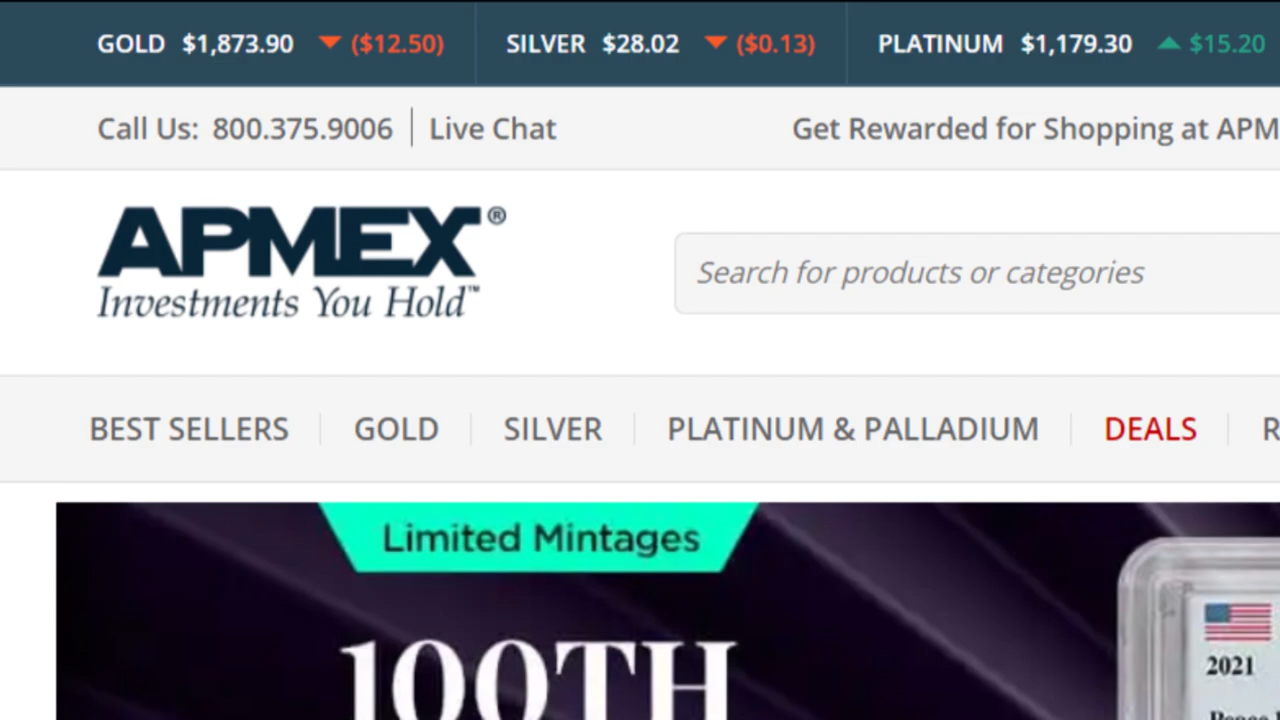 GOLD $1,873.90 ▼ ($12.50) SILVER $28.02 ▼ ($0.13) PLATINUM $1,179.30 ▲ $15.20
Call Us: 800.375.9006 Live Chat Get Rewarded for Shopping at APM
APMEX®
Investments You Hold™
Search for products or categories
BEST SELLERS GOLD SILVER PLATINUM & PALLADIUM DEALS R
Limited Mintages
100TH
2021